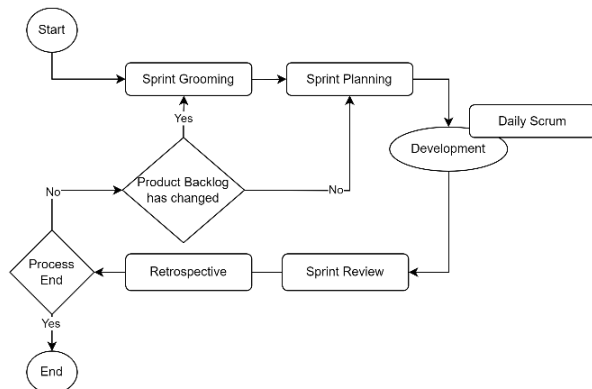 Start
Sprint Grooming
Sprint Planning
Daily Scrum
Development
Yes
Product Backlog
has changed
No
No
Process
End
Retrospective
Sprint Review
Yes
End